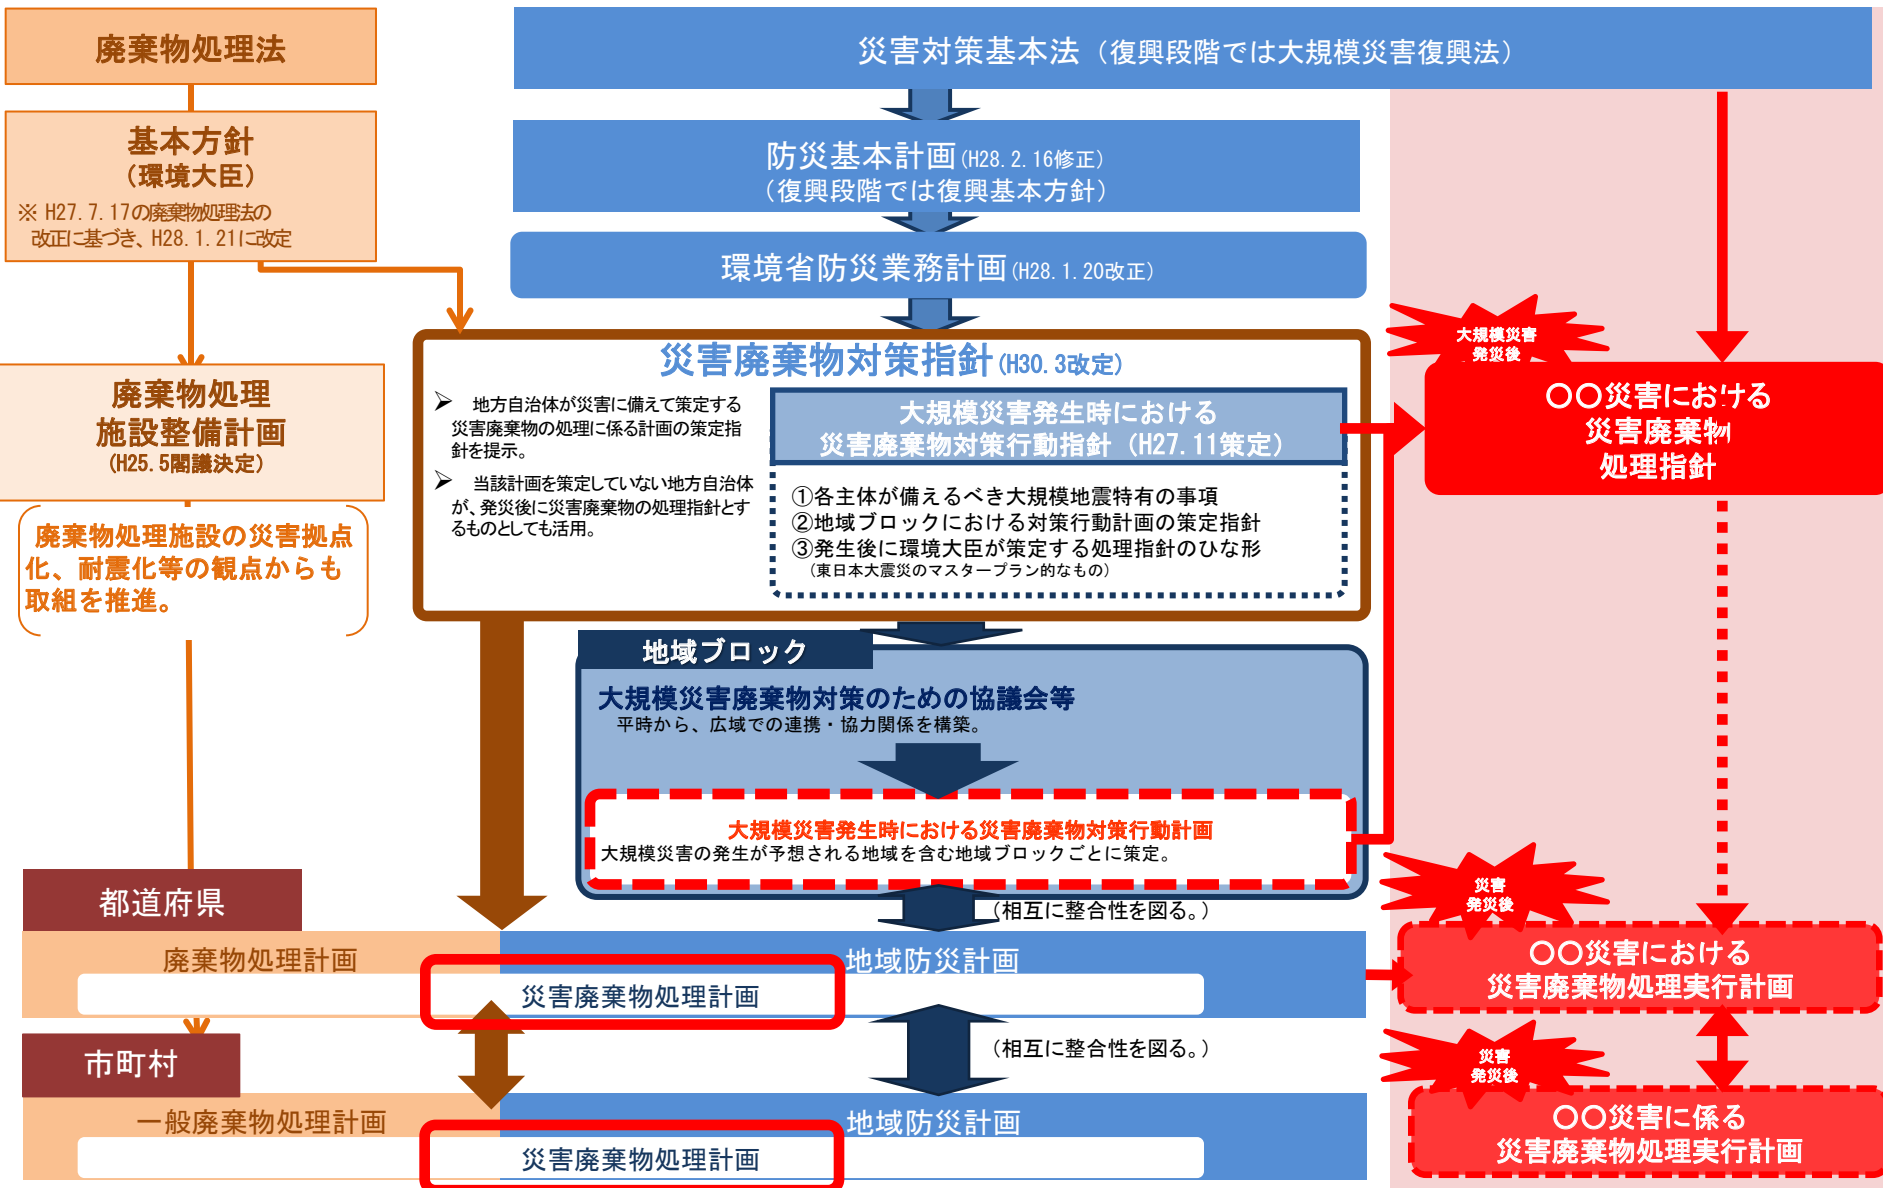 廃棄物処理法
基本方針
（環境大臣）
※ H27.7.17の廃棄物処理法の
改正に基づき、H28.1.21に改定
廃棄物処理
施設整備計画
(H25.5閣議決定)
廃棄物処理施設の災害拠点
化、耐震化等の観点からも
取組を推進。
災害対策基本法（復興段階では大規模災害復興法）
防災基本計画(H28.2.16修正)
（復興段階では復興基本方針）
環境省防災業務計画(H28.1.20改正)
災害廃棄物対策指針(H30.3改定)
➢ 地方自治体が災害に備えて策定する
災害廃棄物の処理に係る計画の策定指
針を提示。
➢ 当該計画を策定していない地方自治体
が、発災後に災害廃棄物の処理指針とす
るものとしても活用。
大規模災害発生時における
災害廃棄物対策行動指針（H27.11策定）
①各主体が備えるべき大規模地震特有の事項
②地域ブロックにおける対策行動計画の策定指針
③発生後に環境大臣が策定する処理指針のひな形
（東日本大震災のマスタープラン的なもの）
地域ブロック
大規模災害廃棄物対策のための協議会等
平時から、広域での連携・協力関係を構築。
大規模災害発生時における災害廃棄物対策行動計画
大規模災害の発生が予想される地域を含む地域ブロックごとに策定。
（相互に整合性を図る。）
都道府県
廃棄物処理計画
地域防災計画
災害廃棄物処理計画
（相互に整合性を図る。）
市町村
一般廃棄物処理計画
地域防災計画
災害廃棄物処理計画
大規模災害
発災後
〇〇災害における
災害廃棄物
処理指針
災害
発災後
〇〇災害における
災害廃棄物処理実行計画
災害
発災後
〇〇災害に係る
災害廃棄物処理実行計画